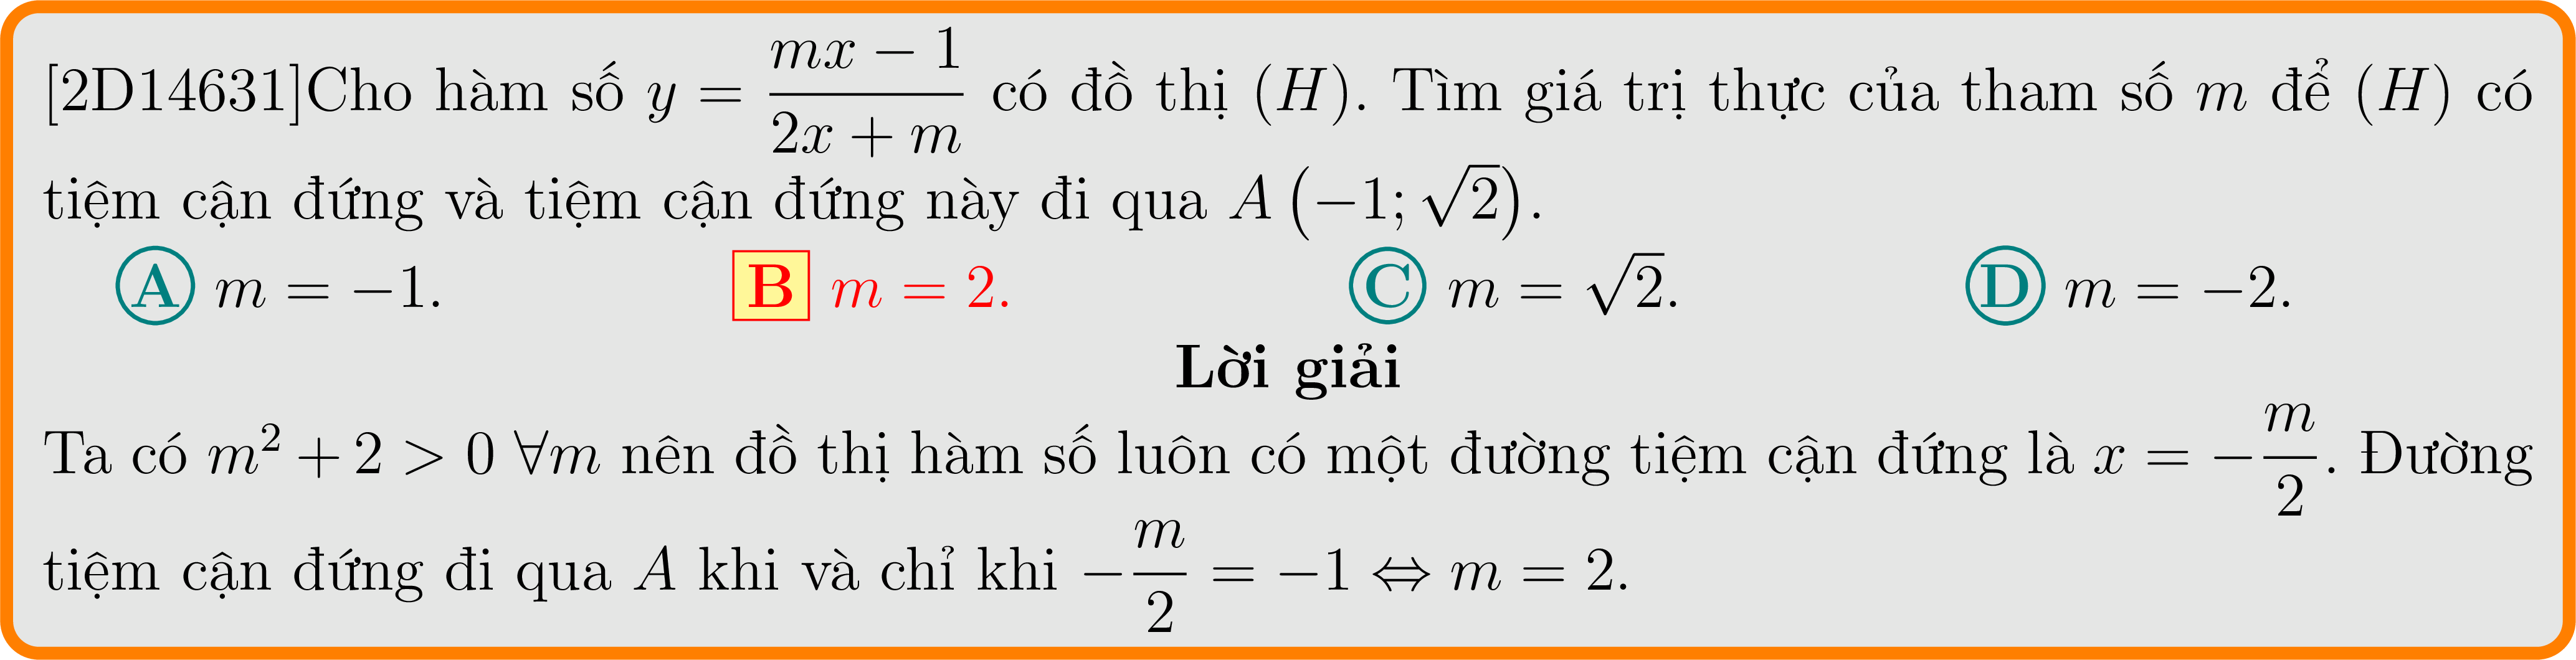 [2D14631]Cho hàm số $y = \dfrac{mx - 1}{2x + m}$ có đồ thị $(H)$. Tìm giá trị thực của tham số $m$ để $(H)$ có
tiệm cận đứng và tiệm cận đứng này đi qua $A\left(-1; \sqrt{2}\right)$.
A $m = -1$. B $m = 2$. C $m = \sqrt{2}$. D $m = -2$.
Lời giải
Ta có $m^2 + 2 > 0 \; \forall m$ nên đồ thị hàm số luôn có một đường tiệm cận đứng là $x = -\dfrac{m}{2}$. Đường
tiệm cận đứng đi qua $A$ khi và chỉ khi $-\dfrac{m}{2} = -1 \Leftrightarrow m = 2$.